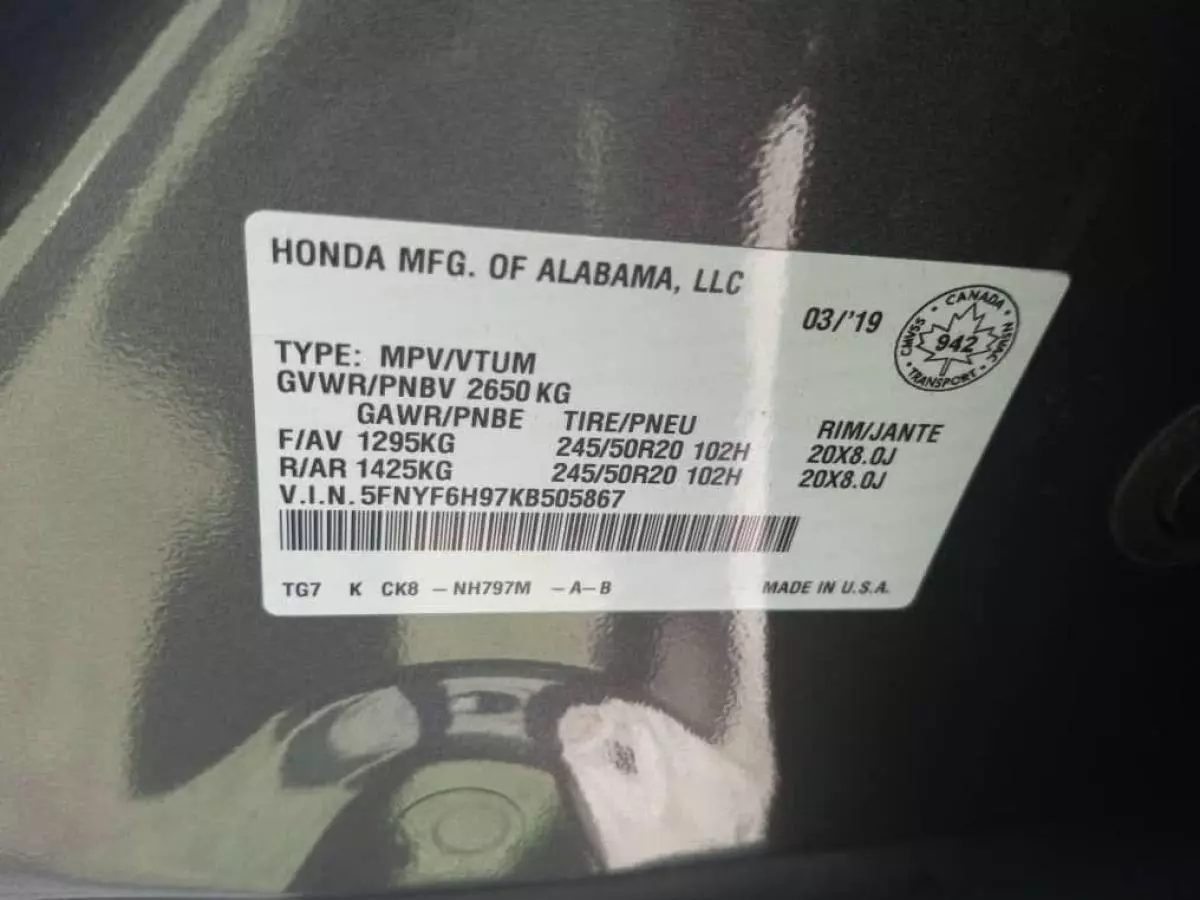 HONDA MFG. OF ALABAMA, LLC
03/'19
CANADA
CMVSS 942 NSVAC
TRANSPORT
TYPE: MPV/VTUM
GVWR/PNBV 2650 KG
GAWR/PNBE TIRE/PNEU RIM/JANTE
F/AV 1295KG 245/50R20 102H 20X8.0J
R/AR 1425KG 245/50R20 102H 20X8.0J
V.I.N. 5FNYF6H97KB505867
TG7 K CK8 – NH797M – A– B MADE IN U.S.A.